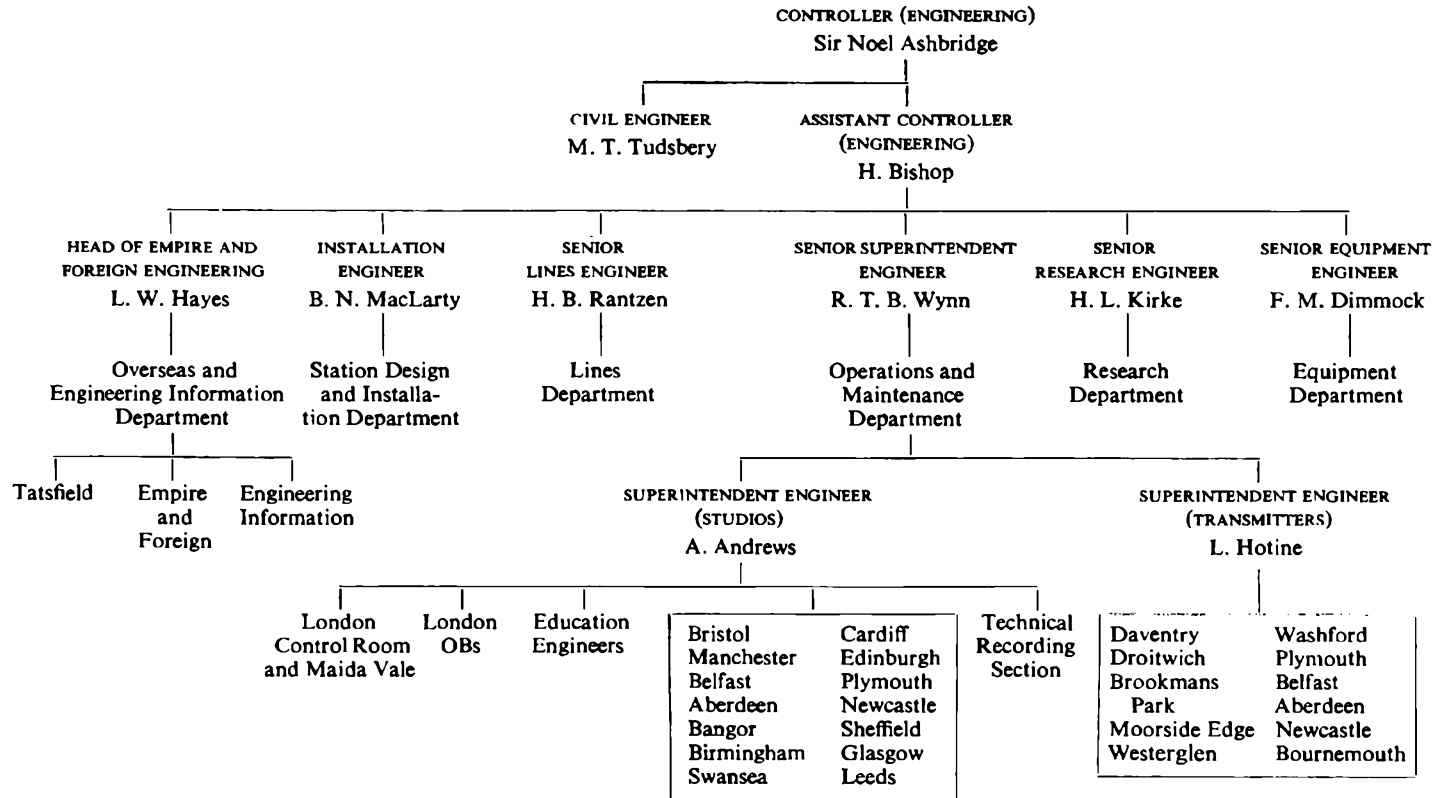 CONTROLLER (ENGINEERING)
Sir Noel Ashbridge
CIVIL ENGINEER
M. T. Tudsbery
ASSISTANT CONTROLLER
(ENGINEERING)
H. Bishop
HEAD OF EMPIRE AND
FOREIGN ENGINEERING
L. W. Hayes
INSTALLATION
ENGINEER
B. N. MacLarty
SENIOR
LINES ENGINEER
H. B. Rantzen
SENIOR SUPERINTENDENT
ENGINEER
R. T. B. Wynn
SENIOR
RESEARCH ENGINEER
H. L. Kirke
SENIOR EQUIPMENT
ENGINEER
F. M. Dimmock
Overseas and
Engineering Information
Department
Station Design
and Installa-
tion Department
Lines
Department
Operations and
Maintenance
Department
Research
Department
Equipment
Department
Tatsfield
Empire
and
Foreign
Engineering
Information
SUPERINTENDENT ENGINEER
(STUDIOS)
A. Andrews
SUPERINTENDENT ENGINEER
(TRANSMITTERS)
L. Hotine
London
Control Room
and Maida Vale
London
OBs
Education
Engineers
Bristol
Manchester
Belfast
Aberdeen
Bangor
Birmingham
Swansea
Cardiff
Edinburgh
Plymouth
Newcastle
Sheffield
Glasgow
Leeds
Technical
Recording
Section
Daventry
Droitwich
Brookmans
Park
Moorside Edge
Westerglen
Washford
Plymouth
Belfast
Aberdeen
Newcastle
Bournemouth